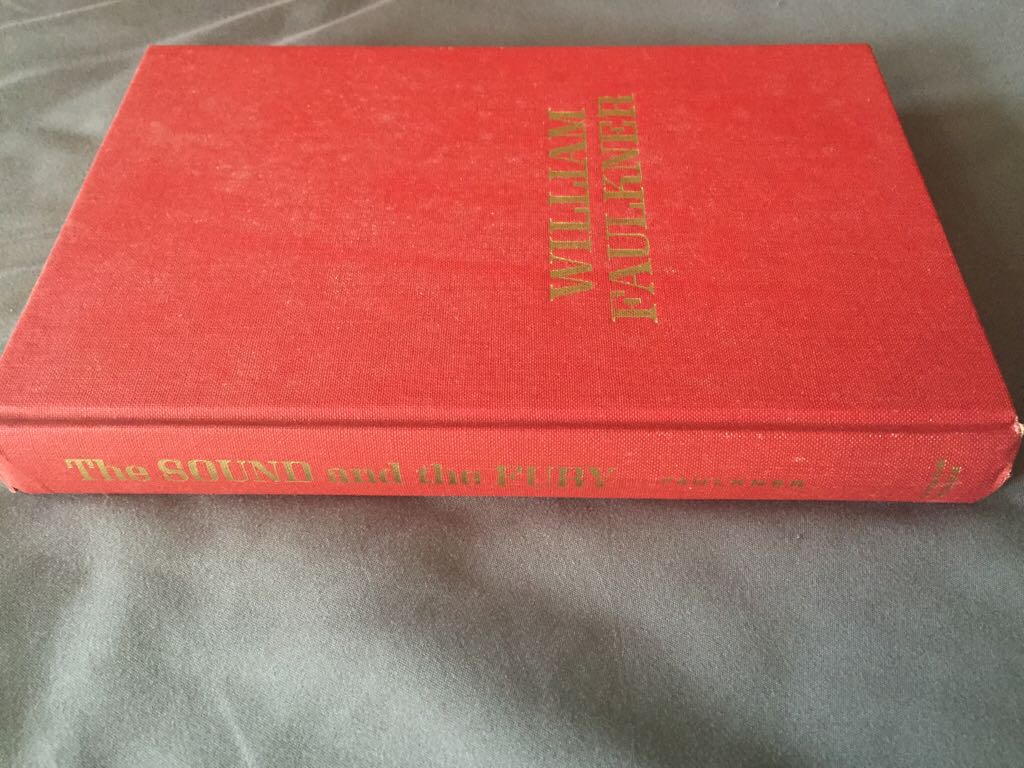 WILLIAM
FAULKNER
The SOUND and the FURY FAULKNER